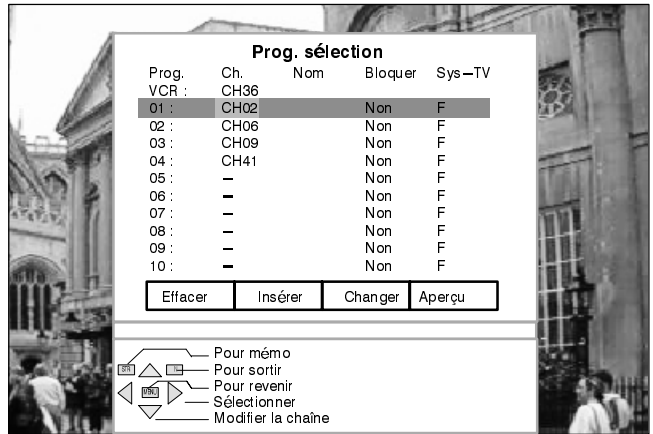 Prog. sélection
Prog. Ch. Nom Bloquer Sys–TV
VCR : CH36
01 : CH02 Non F
02 : CH06 Non F
03 : CH09 Non F
04 : CH41 Non F
05 : – Non F
06 : – Non F
07 : – Non F
08 : – Non F
09 : – Non F
10 : – Non F
Effacer Insérer Changer Aperçu
Pour mémo
STR
Pour sortir
Pour revenir
MENU
Sélectionner
Modifier la chaîne